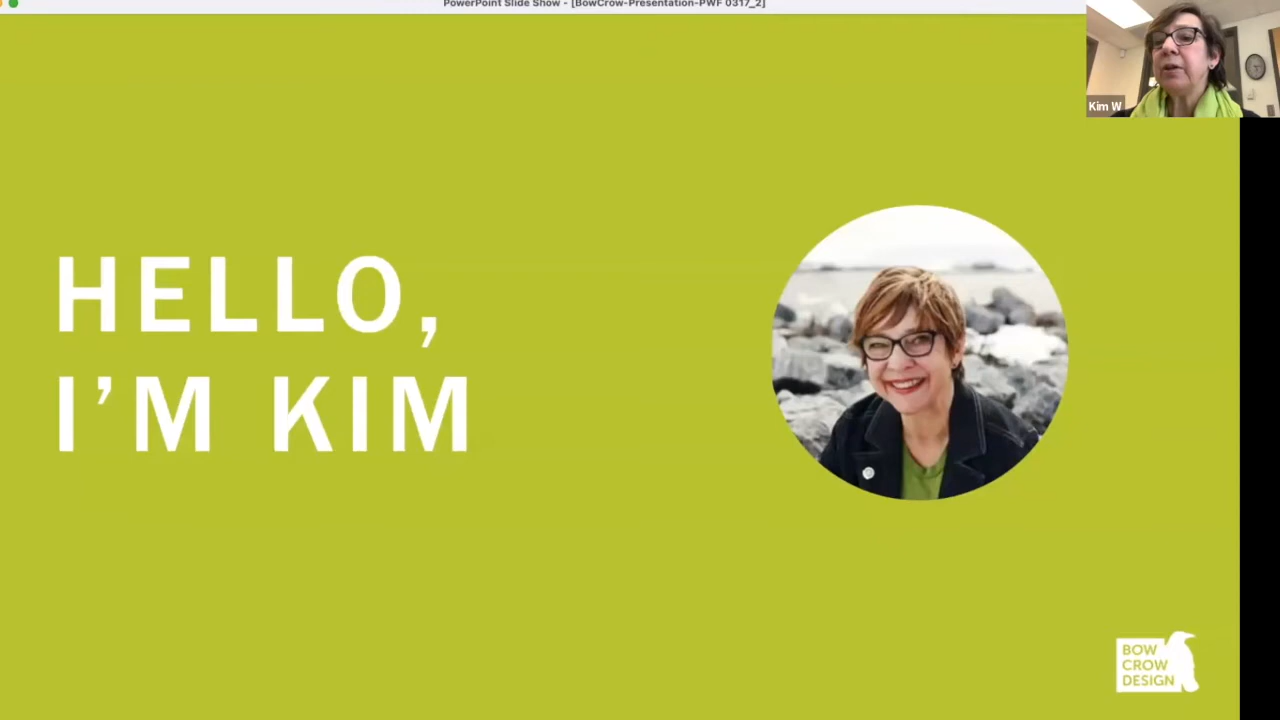 PowerPoint Slide Show - [BowCrow-Presentation-PWF 0317_2]
Kim W
HELLO,
I’M KIM
BOW
CROW
DESIGN